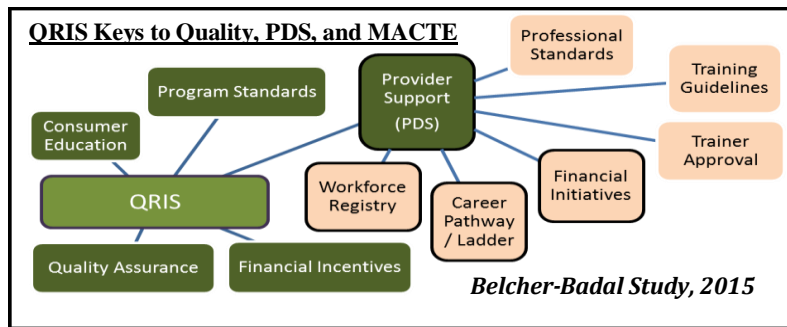 QRIS Keys to Quality, PDS, and MACTE
Professional
Standards
Provider
Support
(PDS)
Program Standards
Training
Guidelines
Consumer
Education
Trainer
Approval
Workforce
Registry
Career
Pathway
/ Ladder
Financial
Initiatives
QRIS
Quality Assurance
Financial Incentives
Belcher-Badal Study, 2015